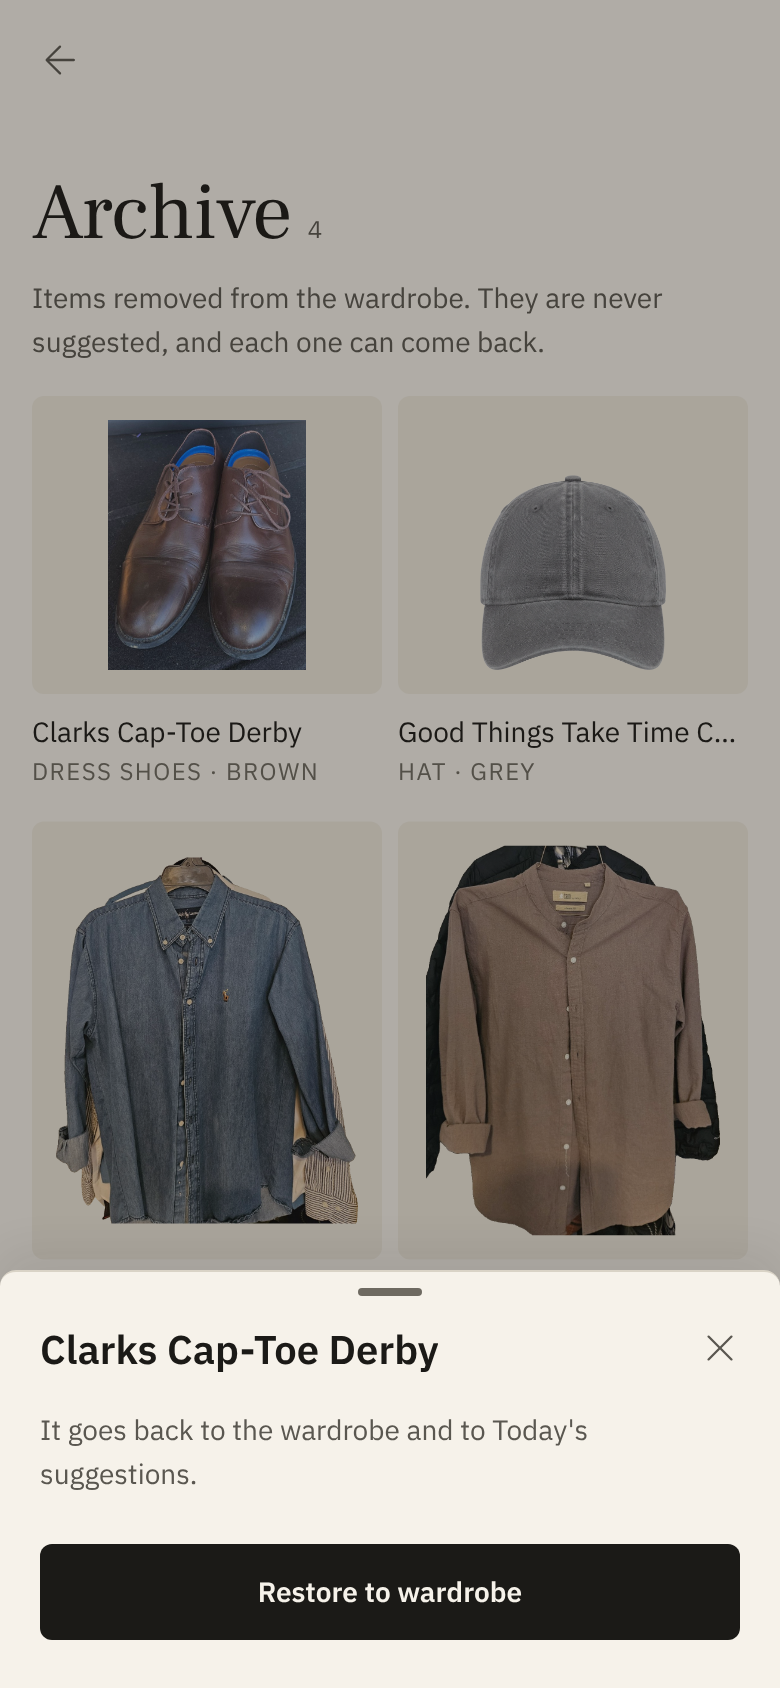 Archive 4
Items removed from the wardrobe. They are never
suggested, and each one can come back.
Clarks Cap-Toe Derby
DRESS SHOES · BROWN
Good Things Take Time C...
HAT · GREY
Clarks Cap-Toe Derby
It goes back to the wardrobe and to Today's
suggestions.
Restore to wardrobe